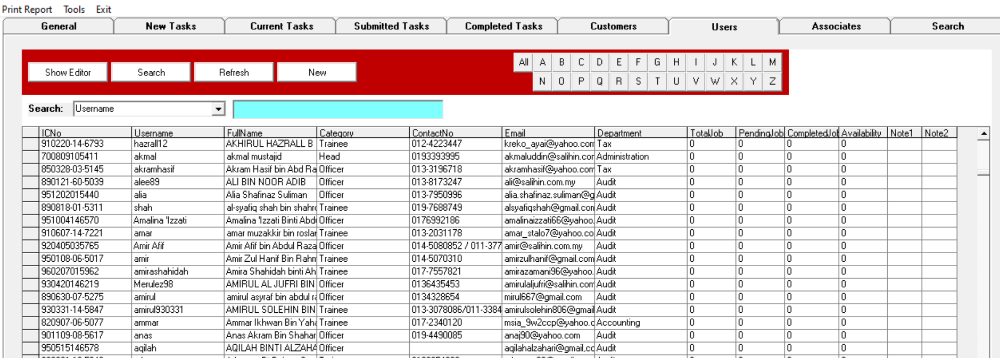 Print Report Tools Exit
General New Tasks Current Tasks Submitted Tasks Completed Tasks Customers Users Associates Search
Show Editor Search Refresh New
All A B C D E F G H I J K L M
N O P Q R S T U V W X Y Z
Search: Username
ICNo Username FullName Category ContactNo Email Department TotalJob PendingJob CompletedJob Availability Note1 Note2
910220-14-6793 hazrall12 AKHIRUL HAZRALL B Trainee 012-4223447 kreko_ayai@yahoo.com Tax 0 0 0 0
700809105411 akmal akmal mustajid Head 0193393995 akmaluddin@salihin.cor Administration 0 0 0 0
850328-03-5145 akramhasif Akram Hasif bin Abd Ra Officer 013-3196718 akramhasif@yahoo.com Tax 0 0 0 0
890121-60-5039 alee89 ALI BIN NOOR ADIB Officer 013-8173247 ali@salihin.com.my Audit 0 0 0 0
951202015440 alia Alia Shafinaz Suliman Officer 013-7950996 alia.shafinaz.suliman@g Audit 0 0 0 0
890818-01-5311 shah al-syafiq shah bin shahr Trainee 019-7688749 alsyafiqshah@gmail.con Audit 0 0 0 0
951004146570 Amalina 'Izzati Amalina 'Izzati Binti Abd Officer 0176992186 amalinaizzati66@yahoo. Audit 0 0 0 0
910607-14-7221 amar amar muzakkir bin roslar Trainee 013-2031178 amar_stalo7@yahoo.co Audit 0 0 0 0
920405035765 Amir Afif Amir Afif bin Abdul Raza Officer 014-5080852 / 011-377 amir@salihin.com.my Audit 0 0 0 0
950108-06-5017 amir Amir Zul Hanif Bin Rahm Trainee 014-5070310 amirzulhanif@gmail.com Audit 0 0 0 0
960207015962 amirashahidah Amira Shahidah binti Ah Trainee 017-7557821 amirazamani96@yahoo. Audit 0 0 0 0
930420146219 Merulez98 AMIRUL AL JUFRI BIN Officer 0136435453 amirulaljufri@salihin.com Audit 0 0 0 0
890630-07-5275 amirul amirul asyraf bin abdul ra Officer 0134328654 mirul667@gmail.com Audit 0 0 0 0
930331-14-5847 amirul930331 AMIRUL SOLEHIN BIN Trainee 013-3078086/011-3384 amirulsolehin806@gmail Audit 0 0 0 0
820907-06-5077 ammar Ammar Ikhwan Bin Yaha Trainee 017-2340120 msia_9w2ccp@yahoo.c Accounting 0 0 0 0
901109-08-5617 anas Anas Akram Bin Shahar Officer 019-4490085 anaj90@yahoo.com Audit 0 0 0 0
950515146578 aqilah AQILAH BINTI ALZAHA Officer aqilahalzahari@gmail,cc Audit 0 0 0 0